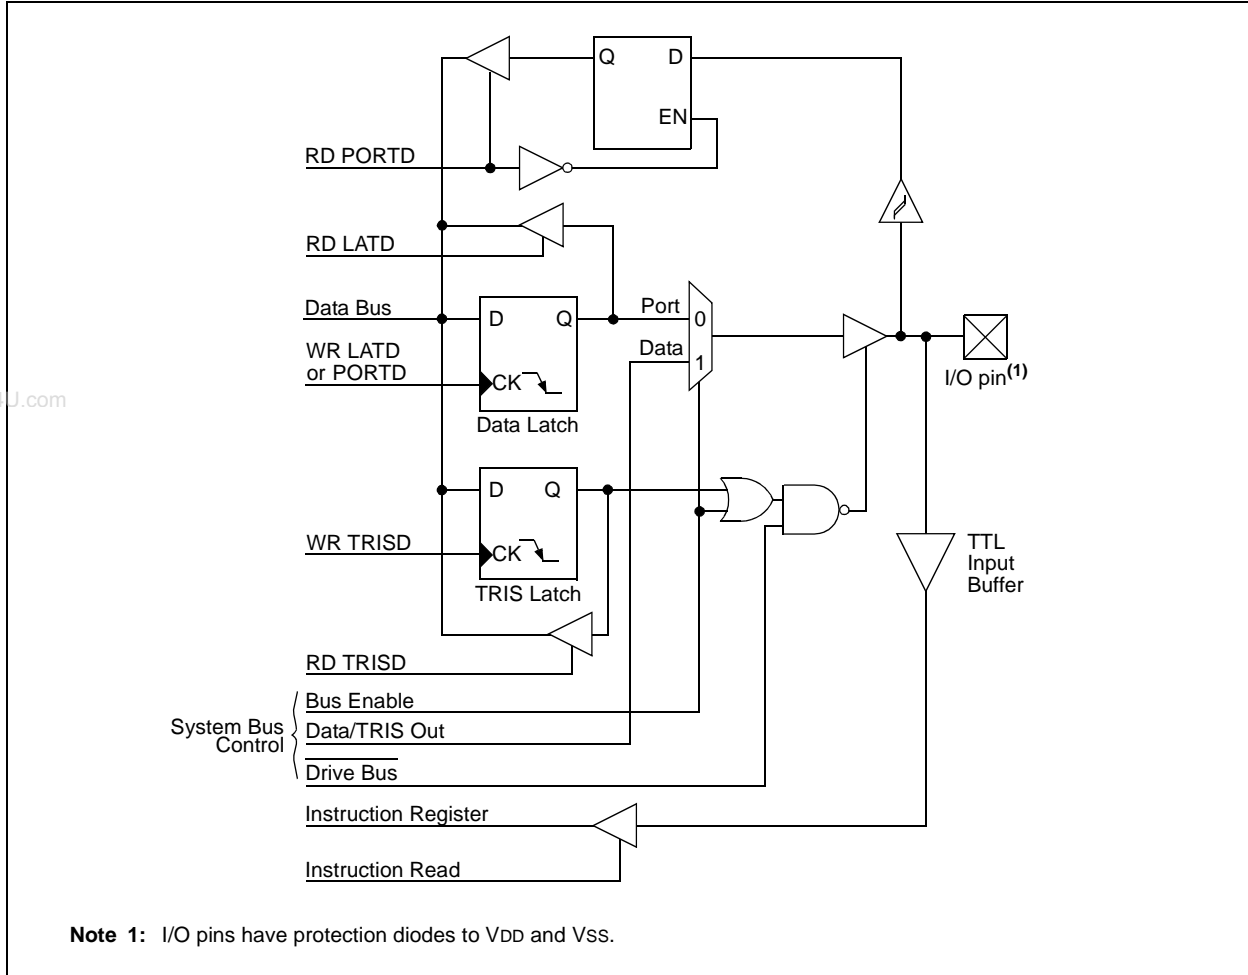 Q D
EN
RD PORTD
RD LATD
Data Bus
D Q
Port
0
WR LATD
or PORTD
Data
1
CK
I/O pin(1)
4U.com
Data Latch
D Q
WR TRISD
CK
TTL
Input
Buffer
TRIS Latch
RD TRISD
Bus Enable
System Bus
Control
Data/TRIS Out
Drive Bus
Instruction Register
Instruction Read
Note 1: I/O pins have protection diodes to VDD and VSS.